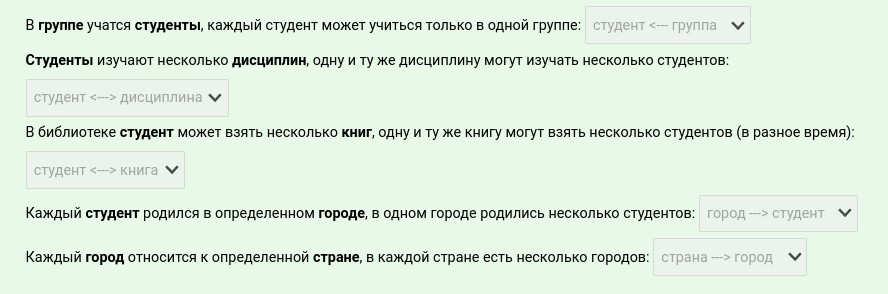 В группе учатся студенты, каждый студент может учиться только в одной группе: студент <--- группа
Студенты изучают несколько дисциплин, одну и ту же дисциплину могут изучать несколько студентов:
студент <---> дисциплина
В библиотеке студент может взять несколько книг, одну и ту же книгу могут взять несколько студентов (в разное время):
студент <---> книга
Каждый студент родился в определенном городе, в одном городе родились несколько студентов: город ---> студент
Каждый город относится к определенной стране, в каждой стране есть несколько городов: страна ---> город